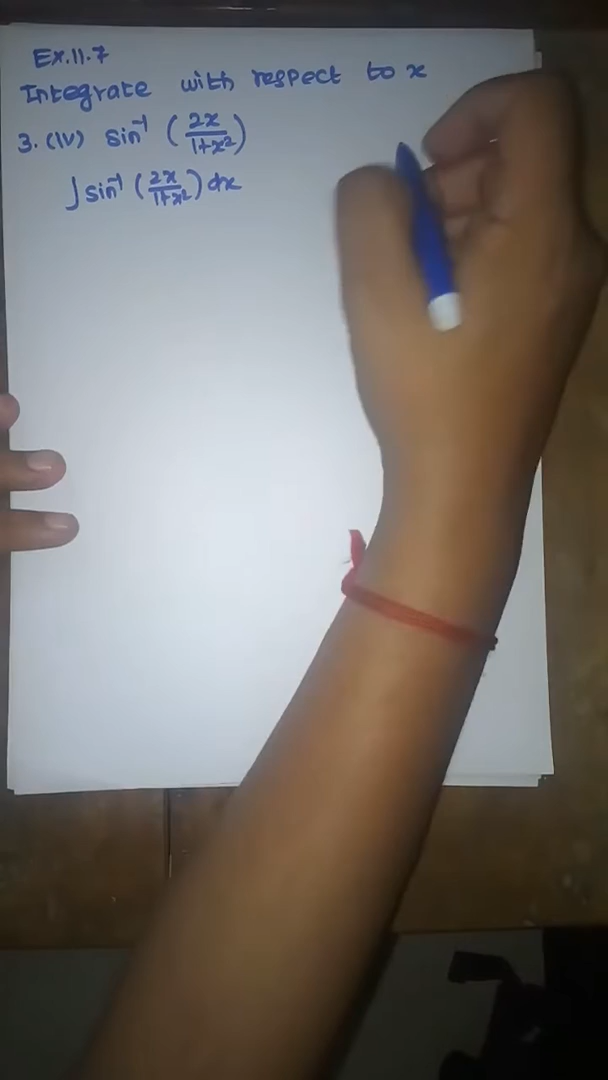 Ex.11.7
Integrate with respect to x
3. (iv) sin⁻¹ (2x/1+x²)
∫ sin⁻¹ (2x/1+x²) dx